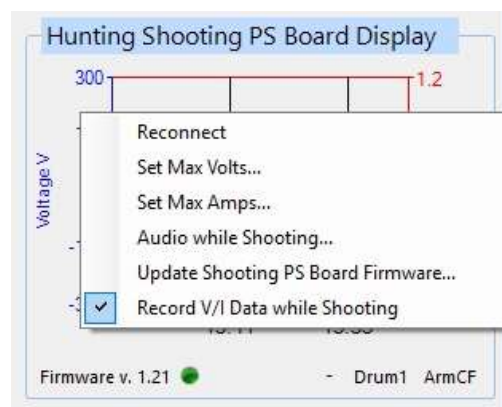 Hunting Shooting PS Board Display
300
1.2
Voltage V
Reconnect
Set Max Volts...
Set Max Amps...
Audio while Shooting...
Update Shooting PS Board Firmware...
Record V/I Data while Shooting
Firmware v. 1.21
- Drum1 ArmCF